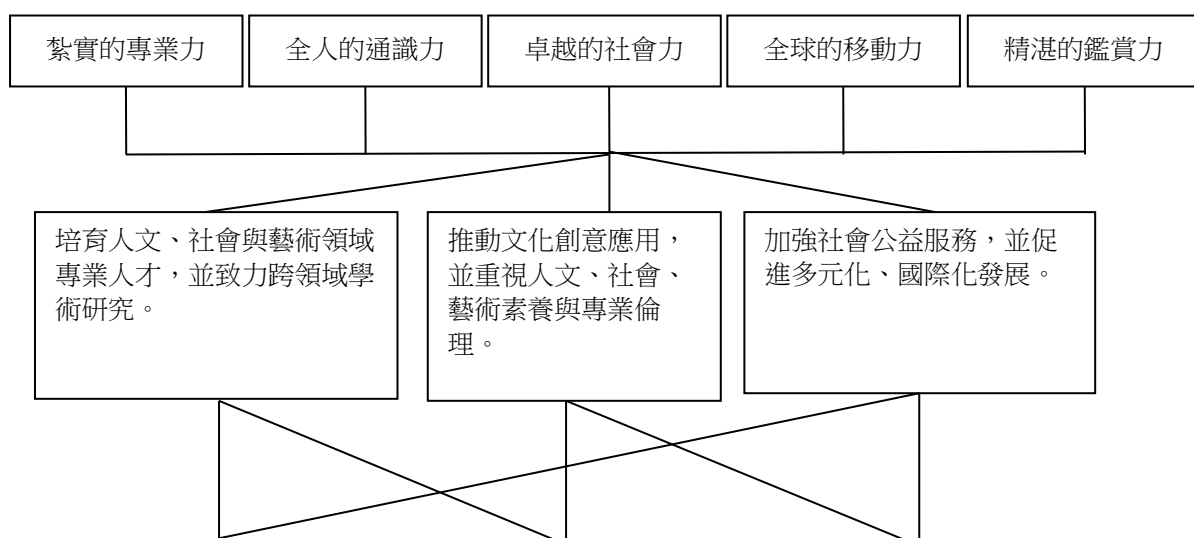 紮實的專業力
全人的通識力
卓越的社會力
全球的移動力
精湛的鑑賞力
培育人文、社會與藝術領域
專業人才，並致力跨領域學
術研究。
推動文化創意應用，
並重視人文、社會、
藝術素養與專業倫
理。
加強社會公益服務，並促
進多元化、國際化發展。